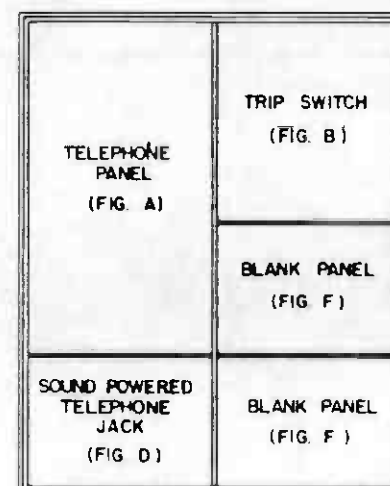 TELEPHONE
PANEL
(FIG. A)
TRIP SWITCH
(FIG. B)
BLANK PANEL
(FIG F)
SOUND POWERED
TELEPHONE
JACK
(FIG D)
BLANK PANEL
(FIG. F)